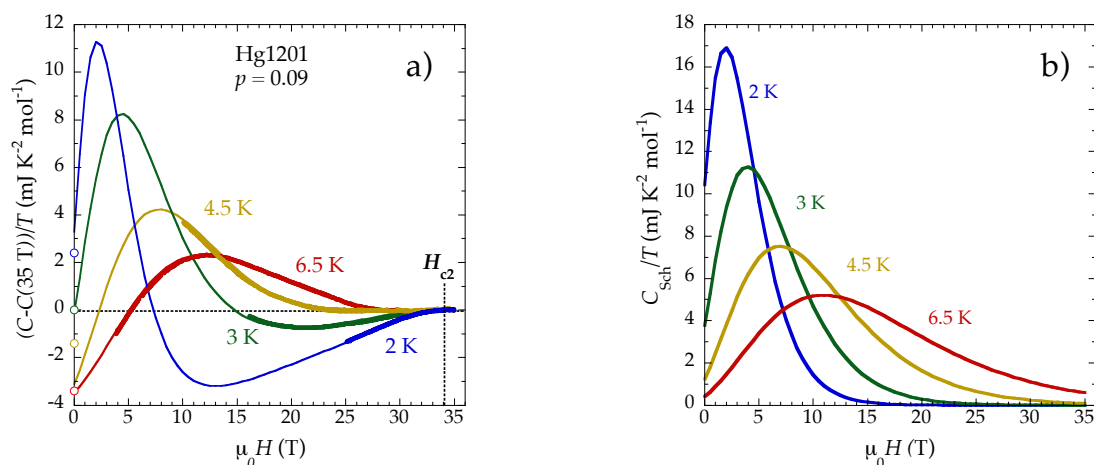 Hg1201
p = 0.09
a)
(C-C(35 T))/T (mJ K⁻² mol⁻¹)
12
10
8
6
4
2
0
-2
-4
4.5 K
6.5 K
3 K
2 K
H_c2
0 5 10 15 20 25 30 35
μ₀H (T)
b)
C_Sch/T (mJ K⁻² mol⁻¹)
18
16
14
12
10
8
6
4
2
0
2 K
3 K
4.5 K
6.5 K
0 5 10 15 20 25 30 35
μ₀H (T)